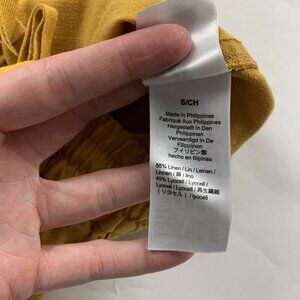 S/CH
Made In Philippines
Fabriqué Aux Philippines
Hergestellt In Den
Philippinen
Vervaardigd In De
Filippijnen
フィリピン製
hecho en filipinas
55% Linen / Lin / Leinen /
Linnen / 麻 / lino
45% Lyocell / Lyocell /
Lyocell / Lyocell / 再生繊維
( リヨセル ) /lyocell